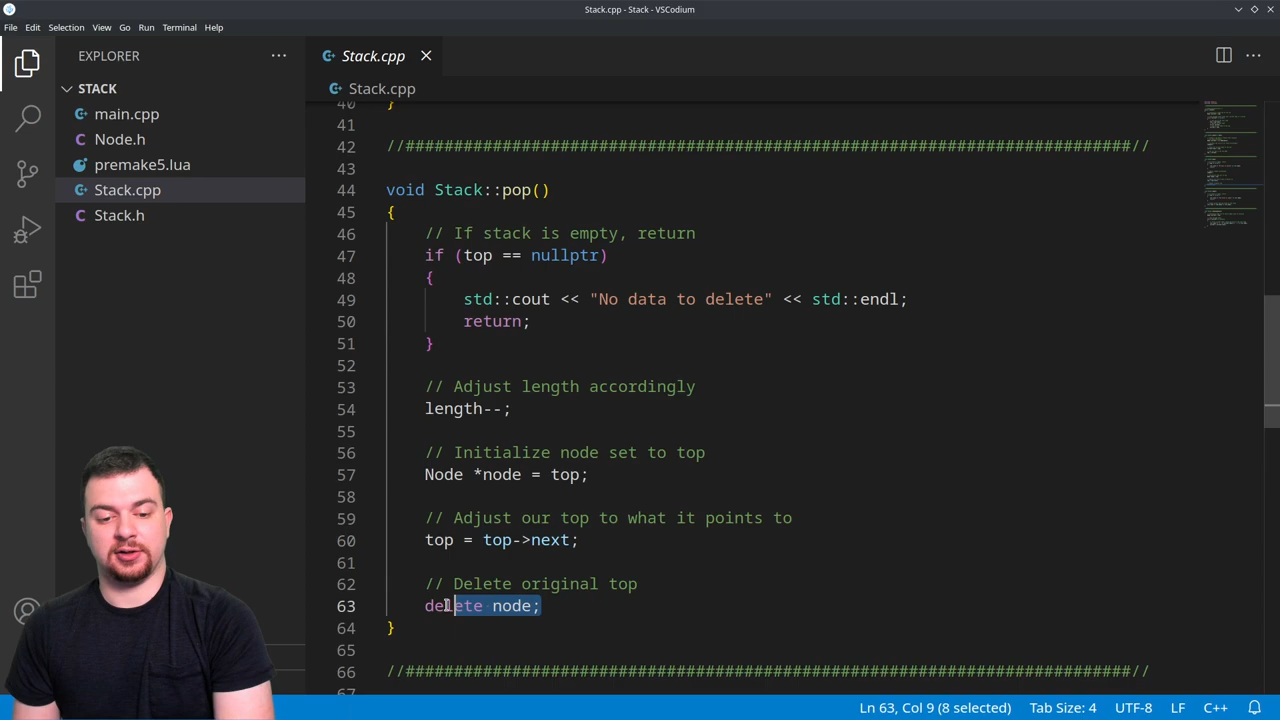 Stack.cpp - Stack - VSCodium
File Edit Selection View Go Run Terminal Help
EXPLORER
STACK
main.cpp
Node.h
premake5.lua
Stack.cpp
Stack.h
Stack.cpp
Stack.cpp
40 }
41
42 //############################################################################//
43
44 void Stack::pop()
45 {
46 // If stack is empty, return
47 if (top == nullptr)
48 {
49 std::cout << "No data to delete" << std::endl;
50 return;
51 }
52
53 // Adjust length accordingly
54 length--;
55
56 // Initialize node set to top
57 Node *node = top;
58
59 // Adjust our top to what it points to
60 top = top->next;
61
62 // Delete original top
63 delete node;
64 }
65
66 //############################################################################//
67
Ln 63, Col 9 (8 selected) Tab Size: 4 UTF-8 LF C++